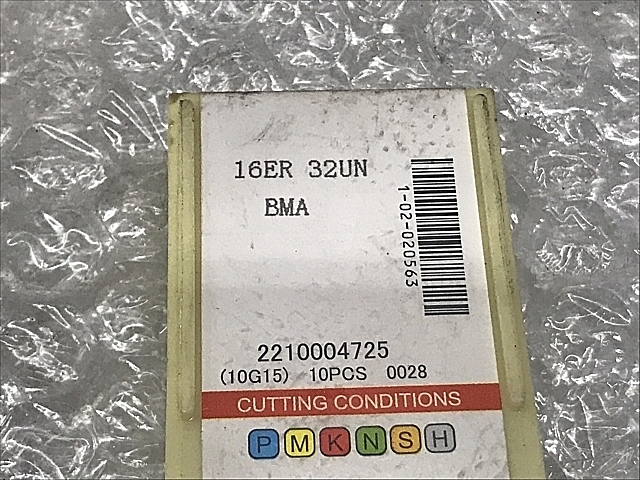 16ER 32UN
BMA
1-02-020563
2210004725
(10G15) 10PCS 0028
CUTTING CONDITIONS
P M K N S H